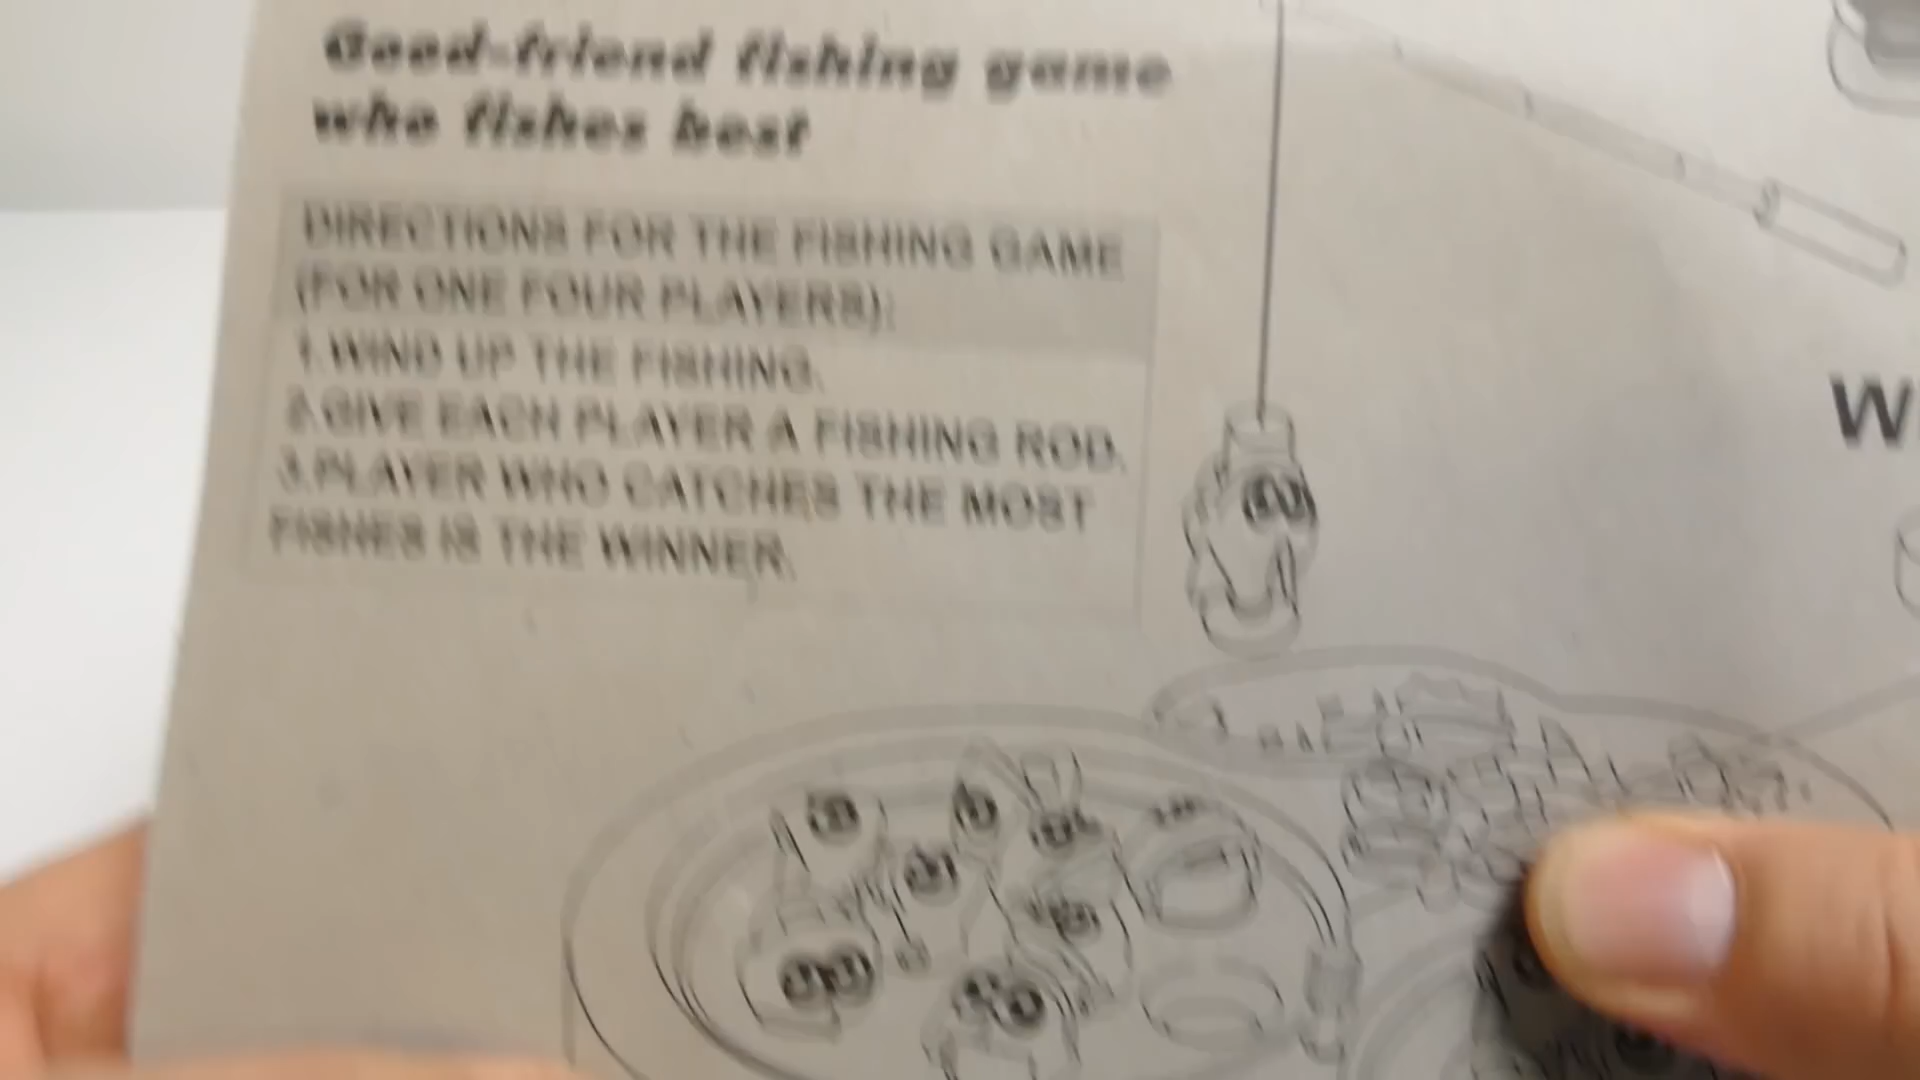 Good-friend fishing game
who fishes best
DIRECTIONS FOR THE FISHING GAME
(FOR ONE FOUR PLAYERS):
1.WIND UP THE FISHING.
2.GIVE EACH PLAYER A FISHING ROD.
3.PLAYER WHO CATCHES THE MOST
FISHES IS THE WINNER.